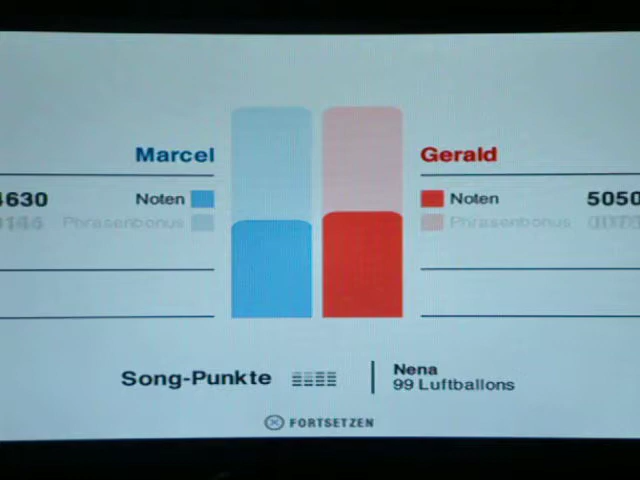 Marcel
Gerald
4630 Noten
Noten 5050
Phrasenbonus
Phrasenbonus
Song-Punkte
Nena
99 Luftballons
FORTSETZEN